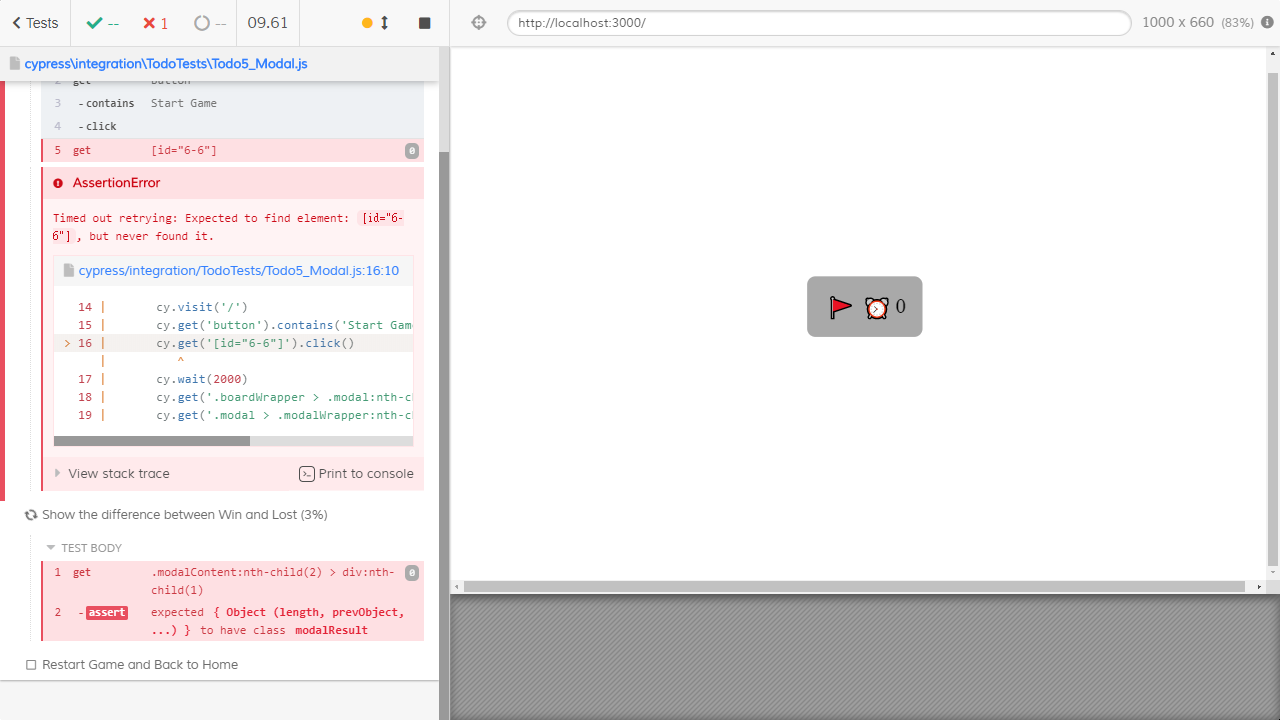 Tests
--
1
--
09.61
http://localhost:3000/
1000 x 660 (83%)
cypress\integration\TodoTests\Todo5_Modal.js
2 get button
3 -contains Start Game
4 -click
5 get [id="6-6"] 0
AssertionError
Timed out retrying: Expected to find element: [id="6-
6"], but never found it.
cypress/integration/TodoTests/Todo5_Modal.js:16:10
14 | cy.visit('/')
15 | cy.get('button').contains('Start Gam
> 16 | cy.get('[id="6-6"]').click()
| ^
17 | cy.wait(2000)
18 | cy.get('.boardWrapper > .modal:nth-c
19 | cy.get('.modal > .modalWrapper:nth-c
View stack trace
Print to console
Show the difference between Win and Lost (3%)
TEST BODY
1 get .modalContent:nth-child(2) > div:nth- 0
child(1)
2 -assert expected { Object (length, prevObject,
...) } to have class modalResult
Restart Game and Back to Home
0